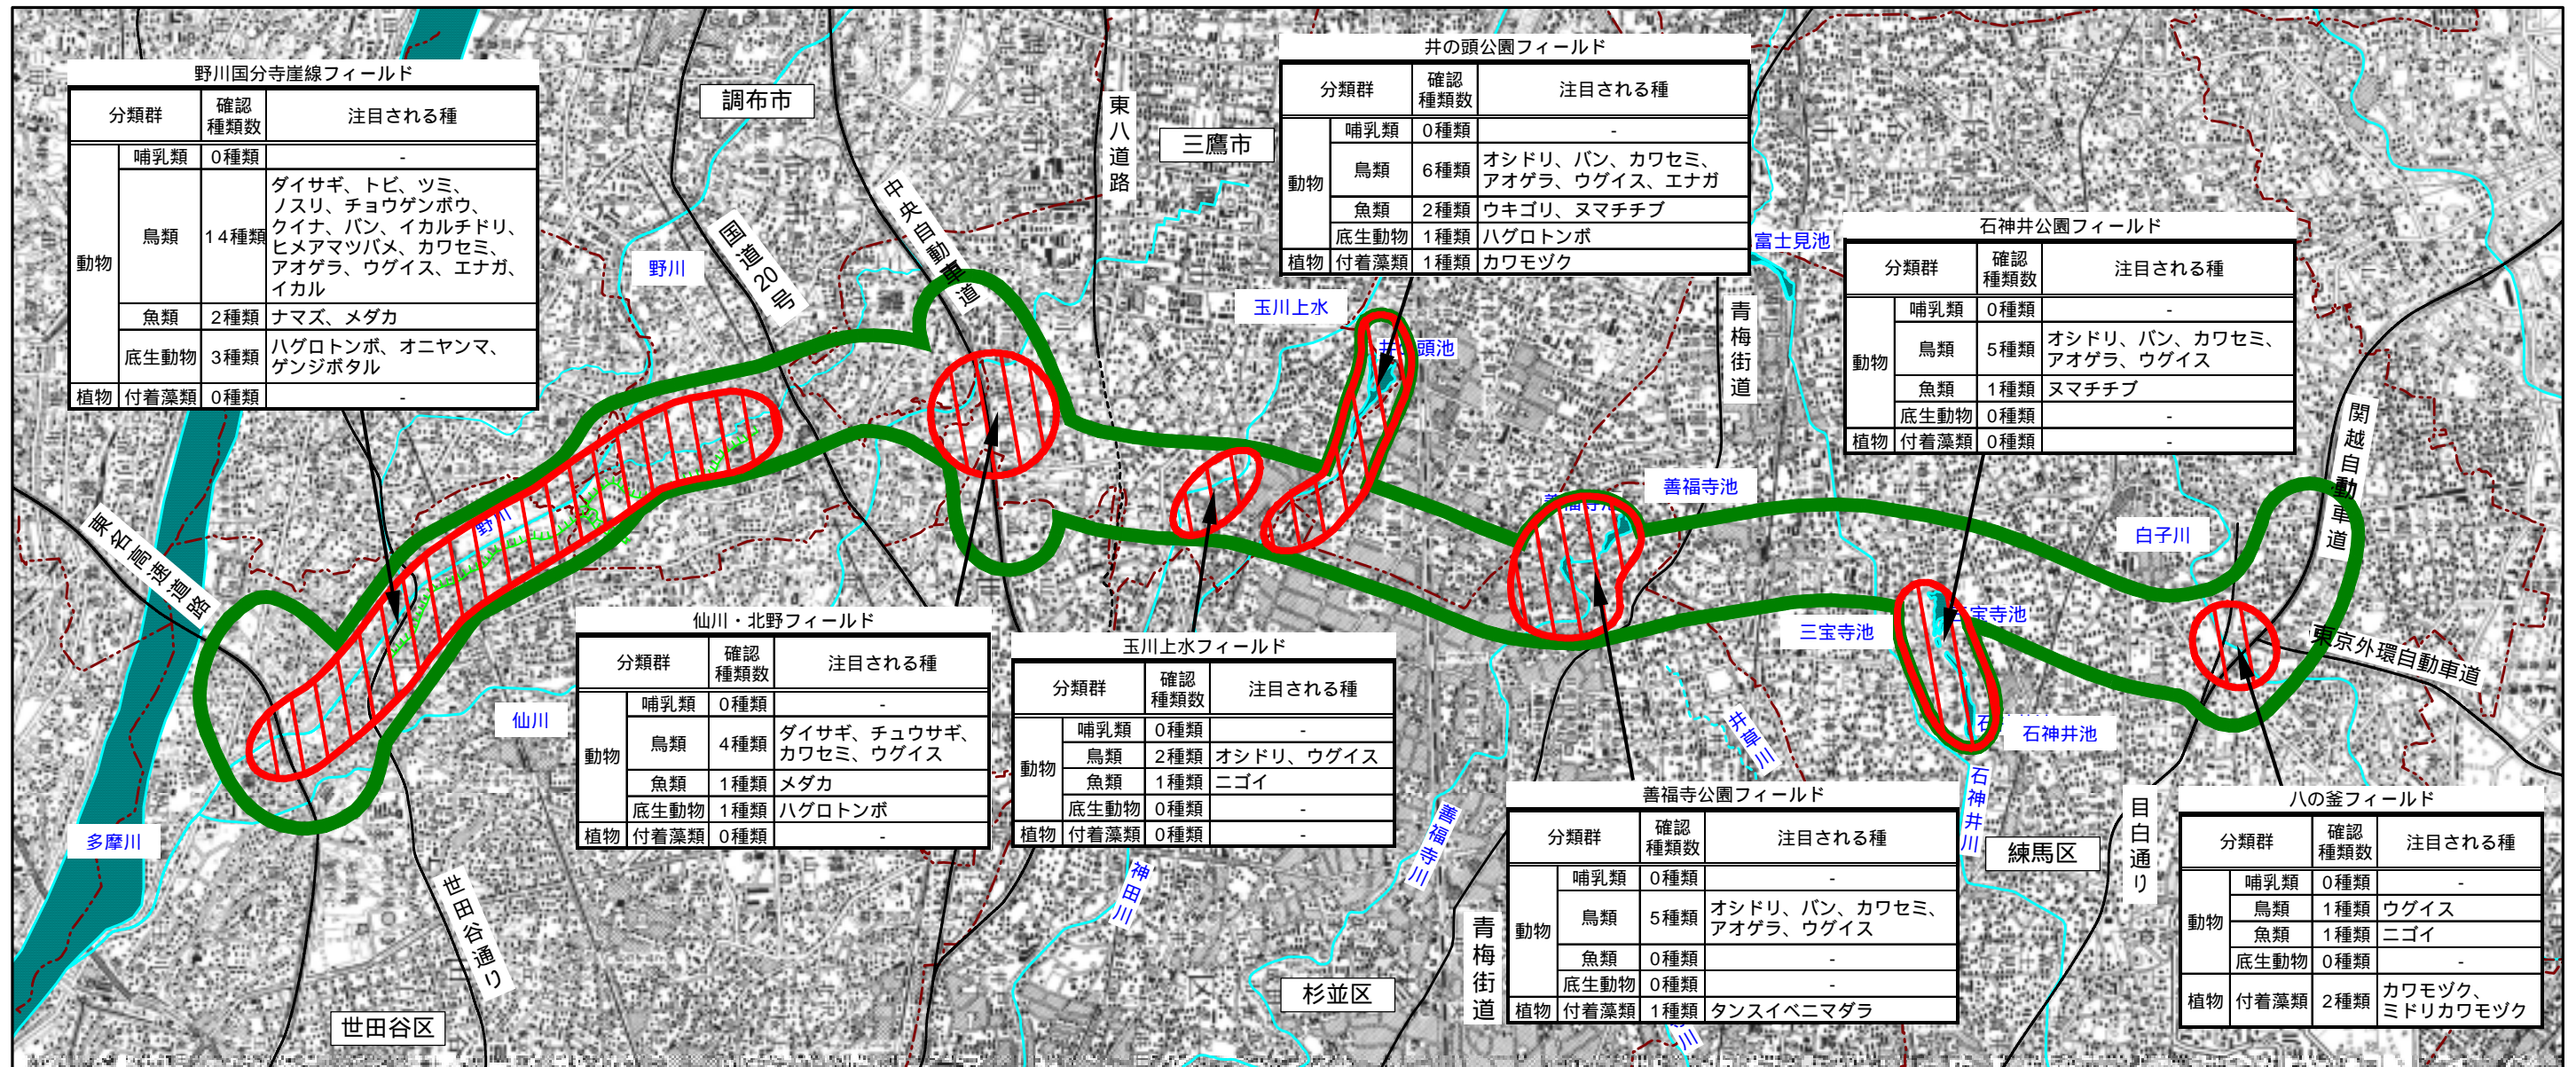 野川国分寺崖線フィールド
分類群 確認種類数 注目される種
動物 哺乳類 0種類 -
鳥類 14種類 ダイサギ、トビ、ツミ、
ノスリ、チョウゲンボウ、
クイナ、バン、イカルチドリ、
ヒメアマツバメ、カワセミ、
アオゲラ、ウグイス、エナガ、
イカル
魚類 2種類 ナマズ、メダカ
底生動物 3種類 ハグロトンボ、オニヤンマ、
ゲンジボタル
植物 付着藻類 0種類 -
井の頭公園フィールド
分類群 確認種類数 注目される種
動物 哺乳類 0種類 -
鳥類 6種類 オシドリ、バン、カワセミ、
アオゲラ、ウグイス、エナガ
魚類 2種類 ウキゴリ、ヌマチチブ
底生動物 1種類 ハグロトンボ
植物 付着藻類 1種類 カワモヅク
石神井公園フィールド
分類群 確認種類数 注目される種
動物 哺乳類 0種類 -
鳥類 5種類 オシドリ、バン、カワセミ、
アオゲラ、ウグイス
魚類 1種類 ヌマチチブ
底生動物 0種類 -
植物 付着藻類 0種類 -
仙川・北野フィールド
分類群 確認種類数 注目される種
動物 哺乳類 0種類 -
鳥類 4種類 ダイサギ、チュウサギ、
カワセミ、ウグイス
魚類 1種類 メダカ
底生動物 1種類 ハグロトンボ
植物 付着藻類 0種類 -
玉川上水フィールド
分類群 確認種類数 注目される種
動物 哺乳類 0種類 -
鳥類 2種類 オシドリ、ウグイス
魚類 1種類 ニゴイ
底生動物 0種類 -
植物 付着藻類 0種類 -
善福寺公園フィールド
分類群 確認種類数 注目される種
動物 哺乳類 0種類 -
鳥類 5種類 オシドリ、バン、カワセミ、
アオゲラ、ウグイス
魚類 0種類 -
底生動物 0種類 -
植物 付着藻類 1種類 タンスイベニマダラ
八の釜フィールド
分類群 確認種類数 注目される種
動物 哺乳類 0種類 -
鳥類 1種類 ウグイス
魚類 1種類 ニゴイ
底生動物 0種類 -
植物 付着藻類 2種類 カワモヅク、
ミドリカワモヅク
調布市
三鷹市
東八道路
中央自動車道
国道20号
野川
玉川上水
井の頭池
富士見池
青梅街道
関越自動車道
善福寺池
善福寺池
白子川
東名高速道路
野川
三宝寺池
三宝寺池
東京外環自動車道
仙川
井草川
石神井池
石神井川
多摩川
目白通り
練馬区
世田谷通り
神田川
善福寺川
青梅街道
杉並区
世田谷区